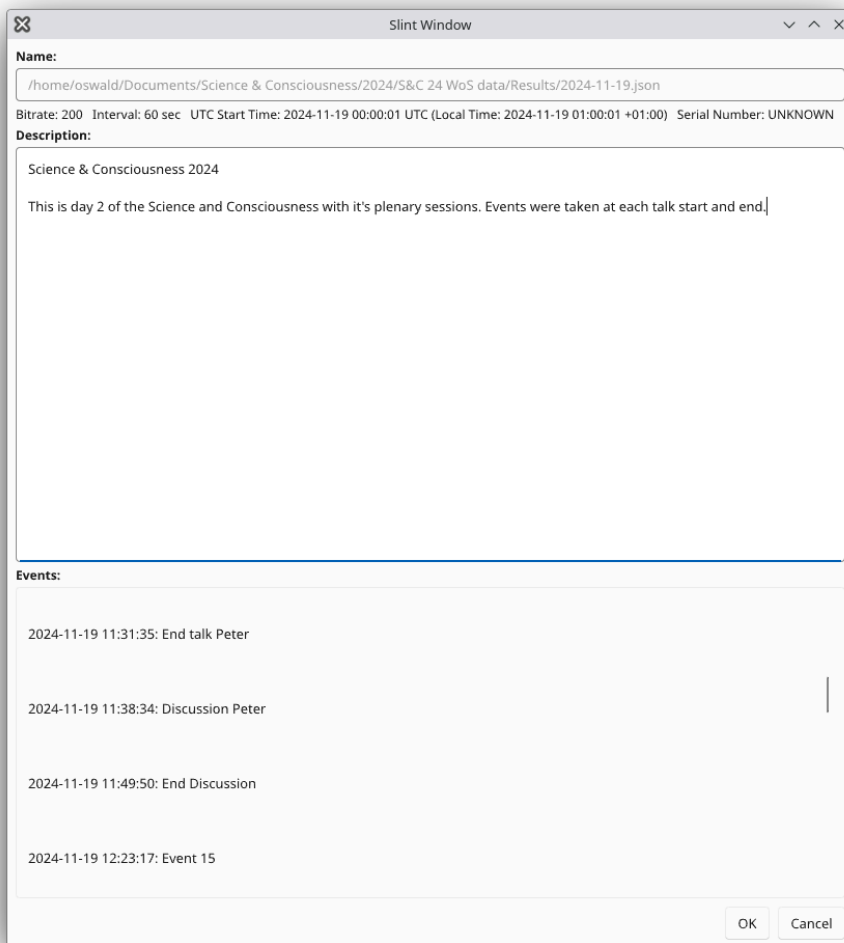 Slint Window
Name:
/home/oswald/Documents/Science & Consciousness/2024/S&C 24 WoS data/Results/2024-11-19.json
Bitrate: 200 Interval: 60 sec UTC Start Time: 2024-11-19 00:00:01 UTC (Local Time: 2024-11-19 01:00:01 +01:00) Serial Number: UNKNOWN
Description:
Science & Consciousness 2024
This is day 2 of the Science and Consciousness with it's plenary sessions. Events were taken at each talk start and end.
Events:
2024-11-19 11:31:35: End talk Peter
2024-11-19 11:38:34: Discussion Peter
2024-11-19 11:49:50: End Discussion
2024-11-19 12:23:17: Event 15
OK Cancel